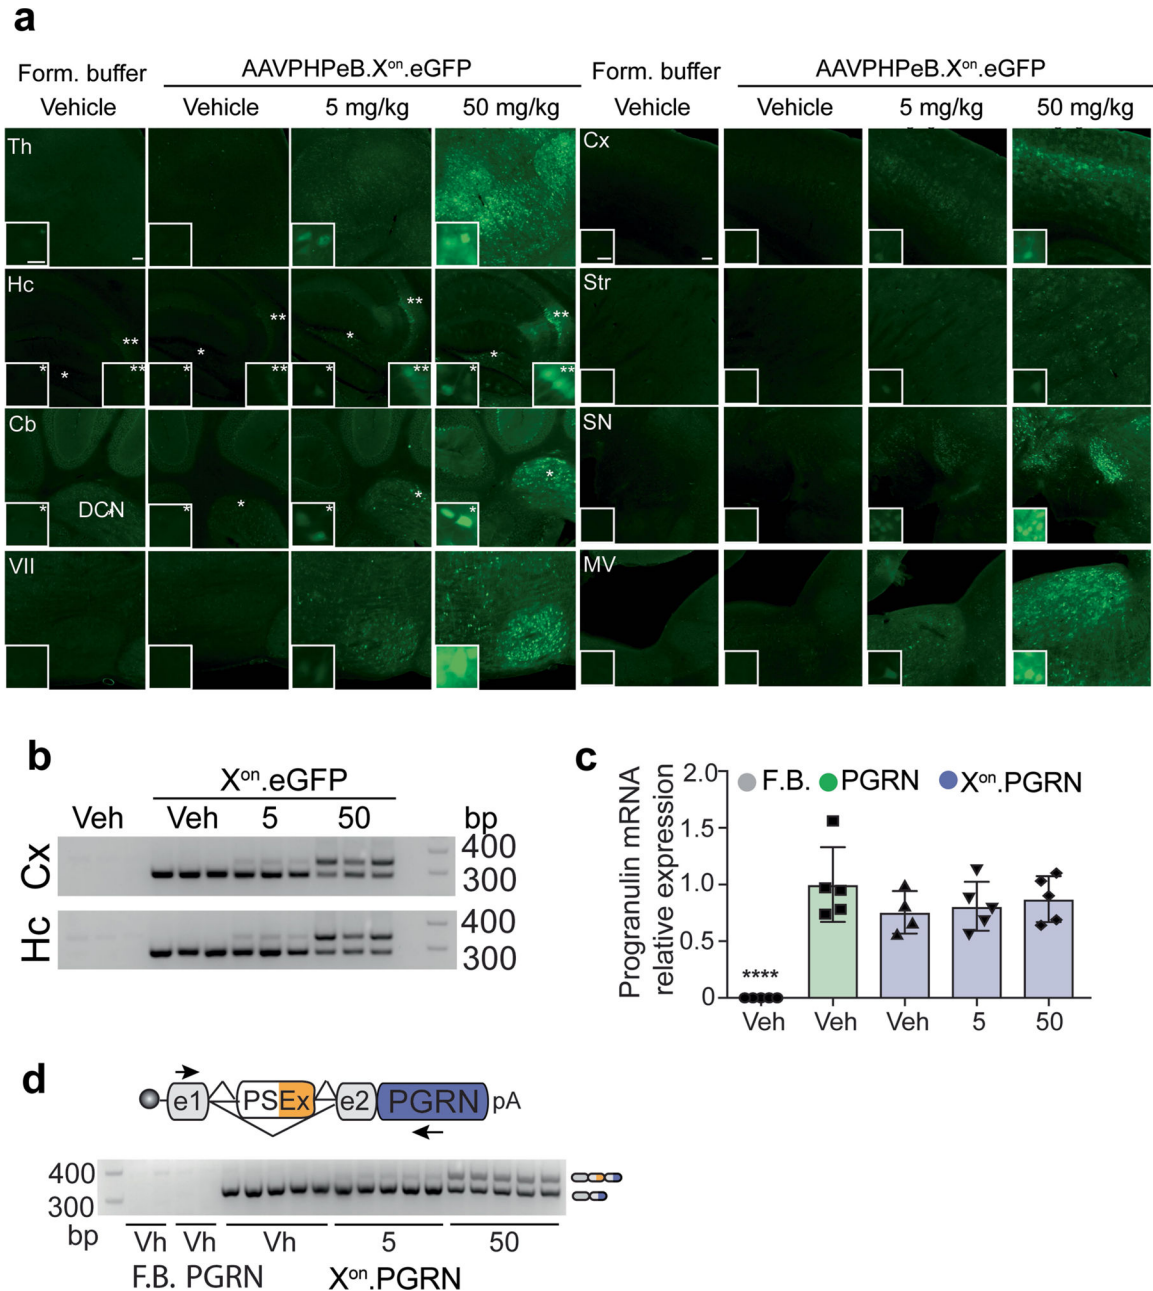 a
Form. buffer AAVPHPeB.Xᵒⁿ.eGFP Form. buffer AAVPHPeB.Xᵒⁿ.eGFP
Vehicle Vehicle 5 mg/kg 50 mg/kg Vehicle Vehicle 5 mg/kg 50 mg/kg
Th Cx
Hc Str
** ** ** **
* * * *
* ** * ** * ** * **
Cb SN
DCN * * *
* * * *
VII MV
b
Xᵒⁿ.eGFP
Veh Veh 5 50 bp
Cx 400
300
Hc 400
300
c
Progranulin mRNA
relative expression
2.0
1.5
1.0
0.5
0
F.B. PGRN Xᵒⁿ.PGRN
****
Veh Veh Veh 5 50
d
e1 PSEx e2 PGRN pA
400
300
bp
Vh Vh Vh 5 50
F.B. PGRN Xᵒⁿ.PGRN